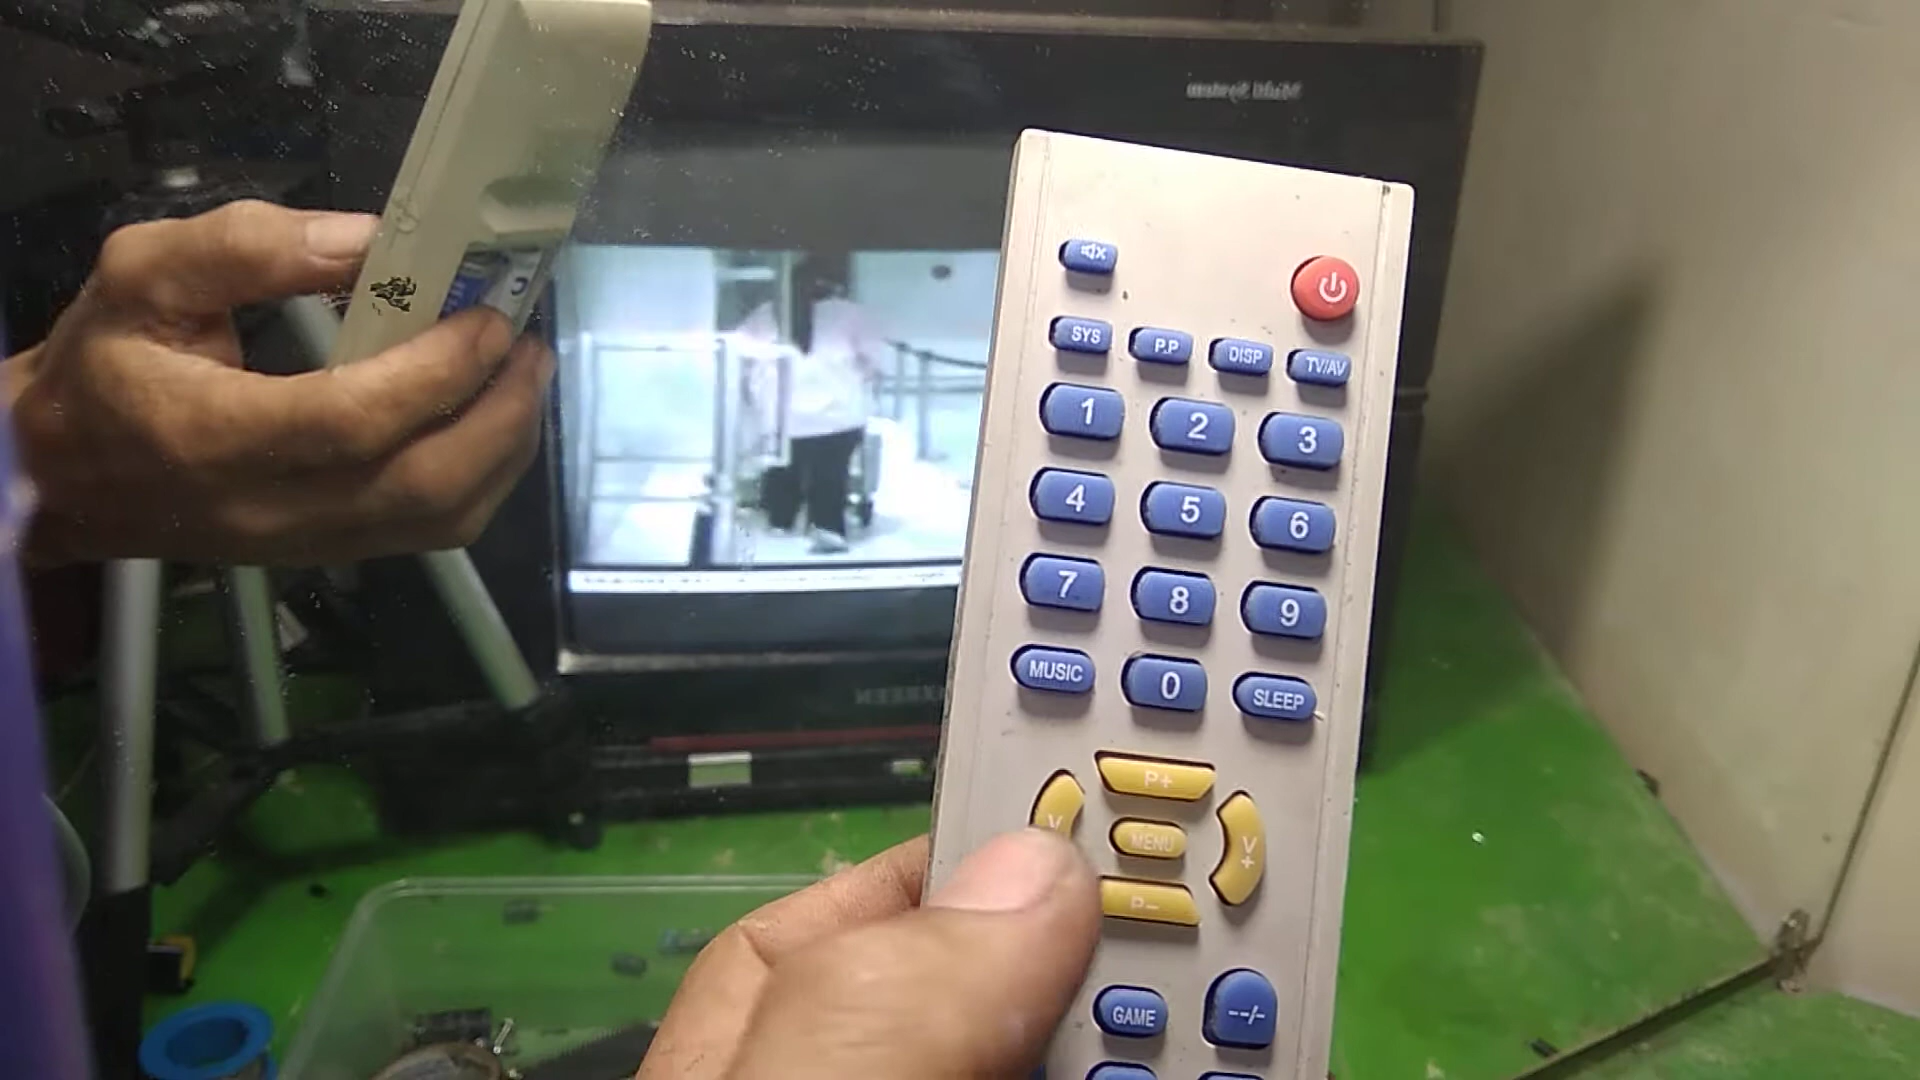 SYS P.P DISP TV/AV
1 2 3
4 5 6
7 8 9
MUSIC 0 SLEEP
P+
V
MENU
V+
P-
GAME --/-